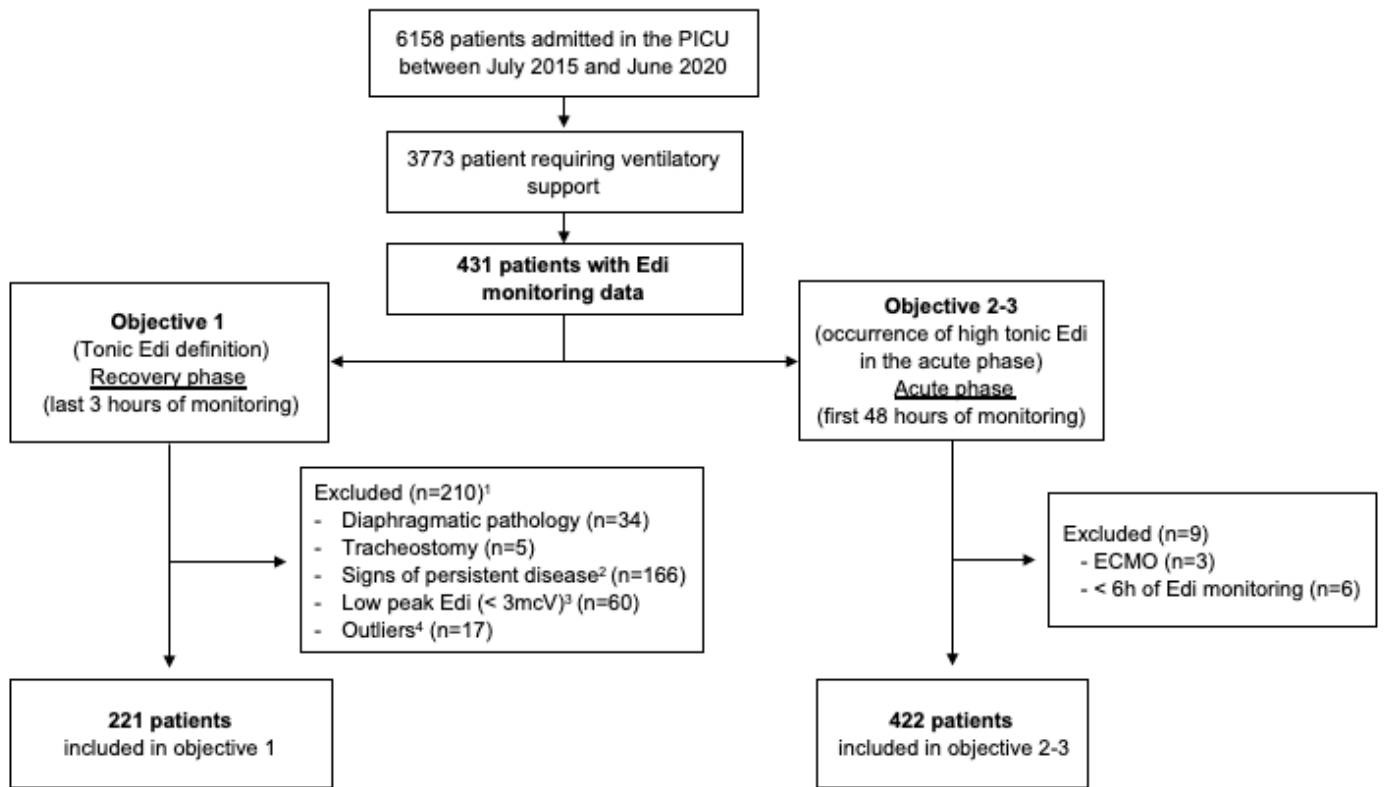 6158 patients admitted in the PICU
between July 2015 and June 2020
3773 patient requiring ventilatory
support
431 patients with Edi
monitoring data
Objective 1
(Tonic Edi definition)
Recovery phase
(last 3 hours of monitoring)
Objective 2-3
(occurrence of high tonic Edi
in the acute phase)
Acute phase
(first 48 hours of monitoring)
Excluded (n=210)¹
- Diaphragmatic pathology (n=34)
- Tracheostomy (n=5)
- Signs of persistent disease² (n=166)
- Low peak Edi (< 3mcV)³ (n=60)
- Outliers⁴ (n=17)
Excluded (n=9)
- ECMO (n=3)
- < 6h of Edi monitoring (n=6)
221 patients
included in objective 1
422 patients
included in objective 2-3